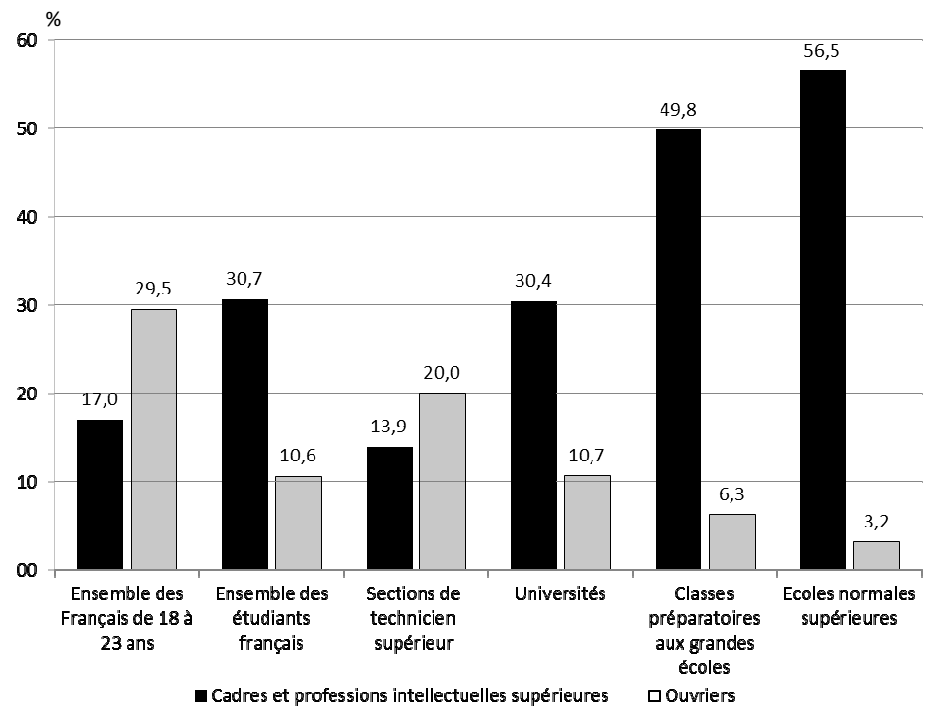 %
60
56,5
49,8
50
40
30,7
30,4
29,5
30
20,0
20
17,0
13,9
10,6
10,7
10
6,3
3,2
00
Ensemble des
Français de 18 à
23 ans
Ensemble des
étudiants
français
Sections de
technicien
supérieur
Universités
Classes
préparatoires
aux grandes
écoles
Ecoles normales
supérieures
Cadres et professions intellectuelles supérieures
Ouvriers